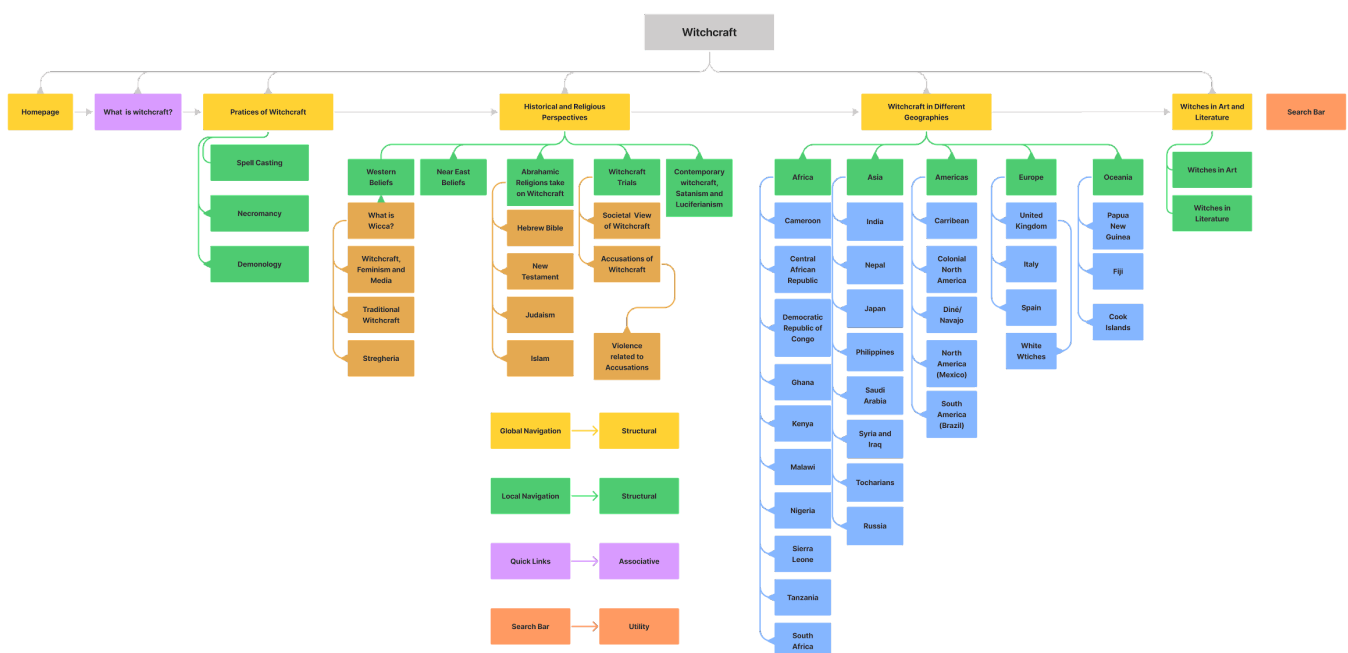 Witchcraft
Homepage
What is witchcraft?
Pratices of Witchcraft
Historical and Religious
Perspectives
Witchcraft in Different
Geographies
Witches in Art and
Literature
Search Bar
Spell Casting
Necromancy
Demonology
Western
Beliefs
What is
Wicca?
Witchcraft,
Feminism and
Media
Traditional
Witchcraft
Stregheria
Near East
Beliefs
Abrahamic
Religions take
on Witchcraft
Hebrew Bible
New
Testament
Judaism
Islam
Witchcraft
Trials
Societal View
of Witchcraft
Accusations of
Witchcraft
Violence
related to
Accusations
Contemporary
witchcraft,
Satanism and
Luciferianism
Africa
Cameroon
Central
African
Republic
Democratic
Republic of
Congo
Ghana
Kenya
Malawi
Nigeria
Sierra
Leone
Tanzania
South
Africa
Asia
India
Nepal
Japan
Philippines
Saudi
Arabia
Syria and
Iraq
Tocharians
Russia
Americas
Carribean
Colonial
North
America
Diné/
Navajo
North
America
(Mexico)
South
America
(Brazil)
Europe
United
Kingdom
Italy
Spain
White
Wtiches
Oceania
Papua
New
Guinea
Fiji
Cook
Islands
Witches in Art
Witches in
Literature
Global Navigation
Structural
Local Navigation
Structural
Quick Links
Associative
Search Bar
Utility